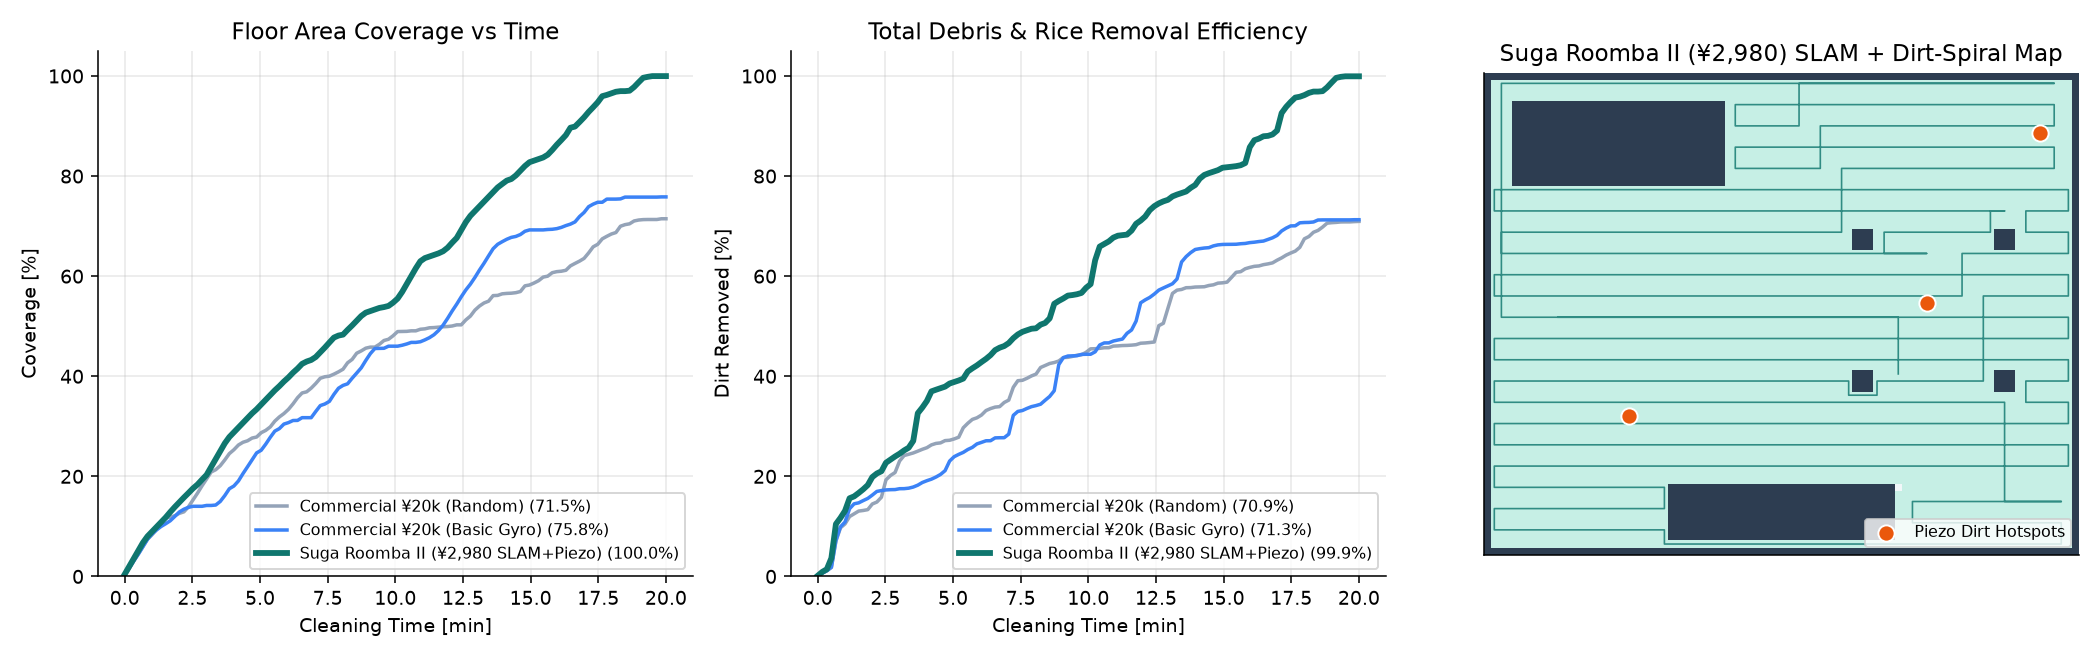 Floor Area Coverage vs Time
Coverage [%]
100
80
60
40
20
0
0.0 2.5 5.0 7.5 10.0 12.5 15.0 17.5 20.0
Cleaning Time [min]
Commercial ¥20k (Random) (71.5%)
Commercial ¥20k (Basic Gyro) (75.8%)
Suga Roomba II (¥2,980 SLAM+Piezo) (100.0%)
Total Debris & Rice Removal Efficiency
Dirt Removed [%]
100
80
60
40
20
0
0.0 2.5 5.0 7.5 10.0 12.5 15.0 17.5 20.0
Cleaning Time [min]
Commercial ¥20k (Random) (70.9%)
Commercial ¥20k (Basic Gyro) (71.3%)
Suga Roomba II (¥2,980 SLAM+Piezo) (99.9%)
Suga Roomba II (¥2,980) SLAM + Dirt-Spiral Map
Piezo Dirt Hotspots